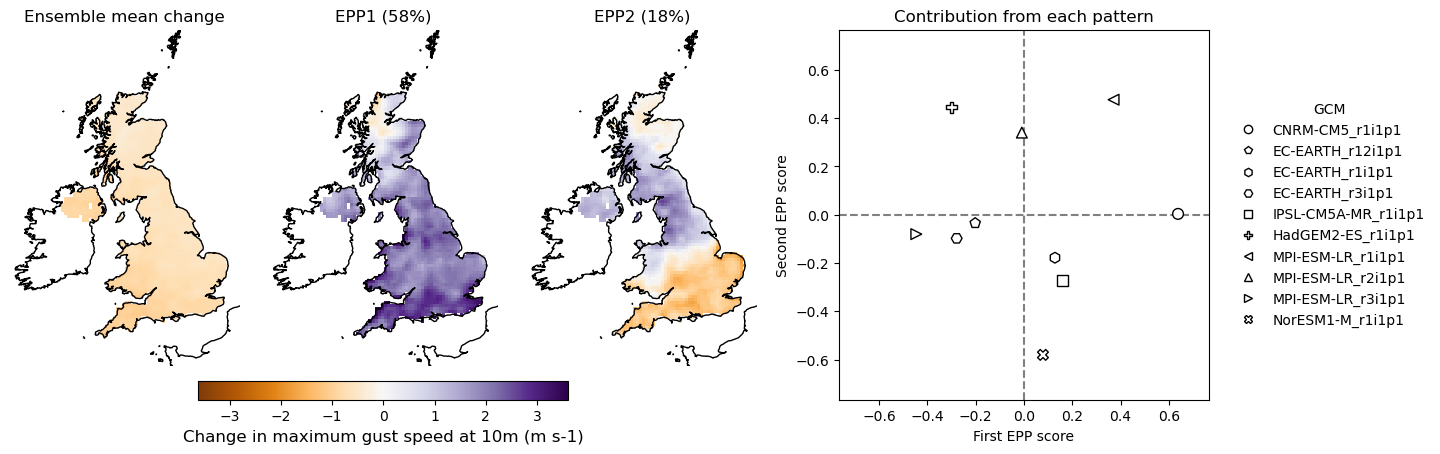 Ensemble mean change
EPP1 (58%)
EPP2 (18%)
Contribution from each pattern
−3 −2 −1 0 1 2 3
Change in maximum gust speed at 10m (m s-1)
Second EPP score
0.6
0.4
0.2
0.0
−0.2
−0.4
−0.6
−0.6 −0.4 −0.2 0.0 0.2 0.4 0.6
First EPP score
GCM
CNRM-CM5_r1i1p1
EC-EARTH_r12i1p1
EC-EARTH_r1i1p1
EC-EARTH_r3i1p1
IPSL-CM5A-MR_r1i1p1
HadGEM2-ES_r1i1p1
MPI-ESM-LR_r1i1p1
MPI-ESM-LR_r2i1p1
MPI-ESM-LR_r3i1p1
NorESM1-M_r1i1p1